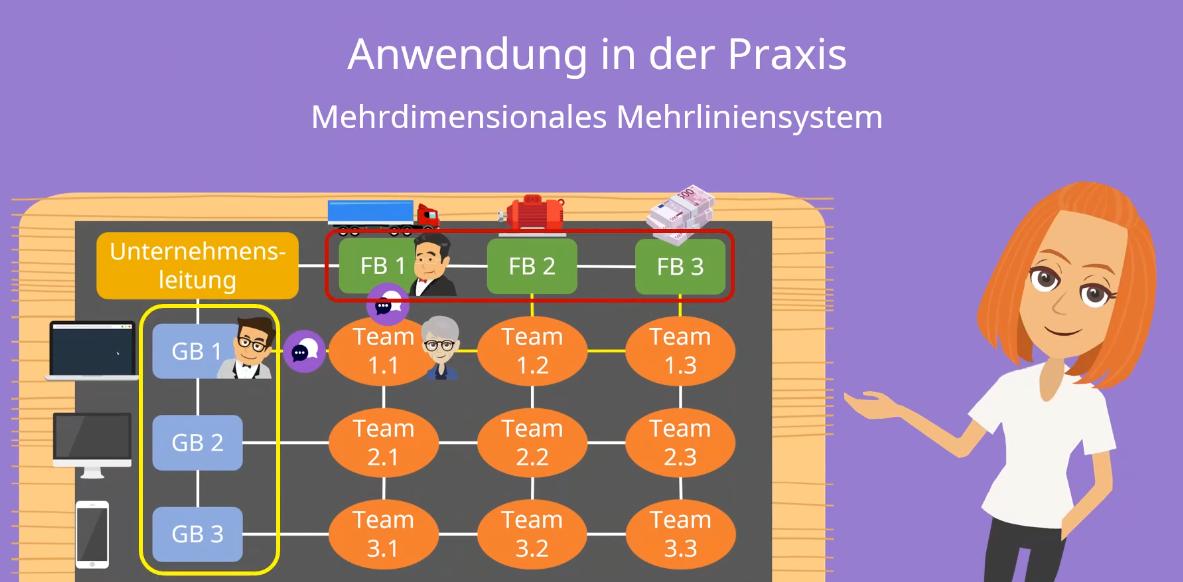 Anwendung in der Praxis
Mehrdimensionales Mehrliniensystem
Unternehmens-
leitung
FB 1
FB 2
FB 3
GB 1
Team
1.1
Team
1.2
Team
1.3
GB 2
Team
2.1
Team
2.2
Team
2.3
GB 3
Team
3.1
Team
3.2
Team
3.3